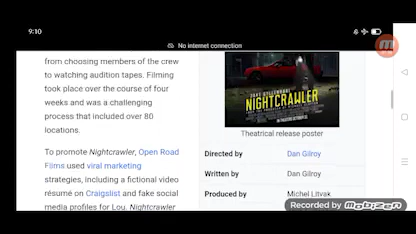 9:10
No internet connection
from choosing members of the crew
to watching audition tapes. Filming
took place over the course of four
weeks and was a challenging
process that included over 80
locations.
To promote Nightcrawler, Open Road
Films used viral marketing
strategies, including a fictional video
résumé on Craigslist and fake social
media profiles for Lou. Nightcrawler
JAKE GYLLENHAAL
NIGHTCRAWLER
Theatrical release poster
Directed by Dan Gilroy
Written by Dan Gilroy
Produced by Michel Litvak
Recorded by Mobizen